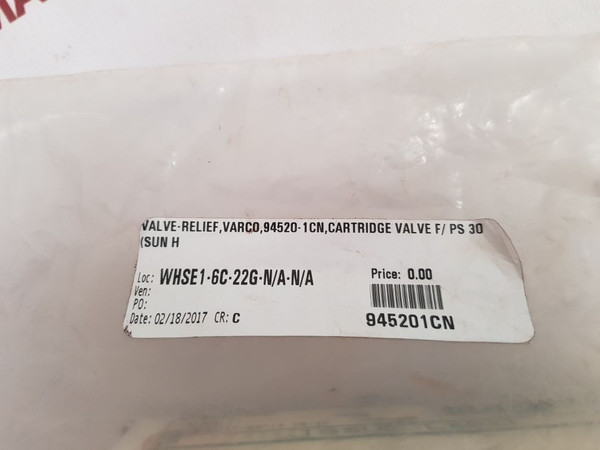 VALVE-RELIEF,VARCO,94520-1CN,CARTRIDGE VALVE F/ PS 30
(SUN H
Loc: WHSE1-6C-22G-N/A-N/A
Price: 0.00
Ven:
PO:
Date: 02/18/2017 CR: C
945201CN